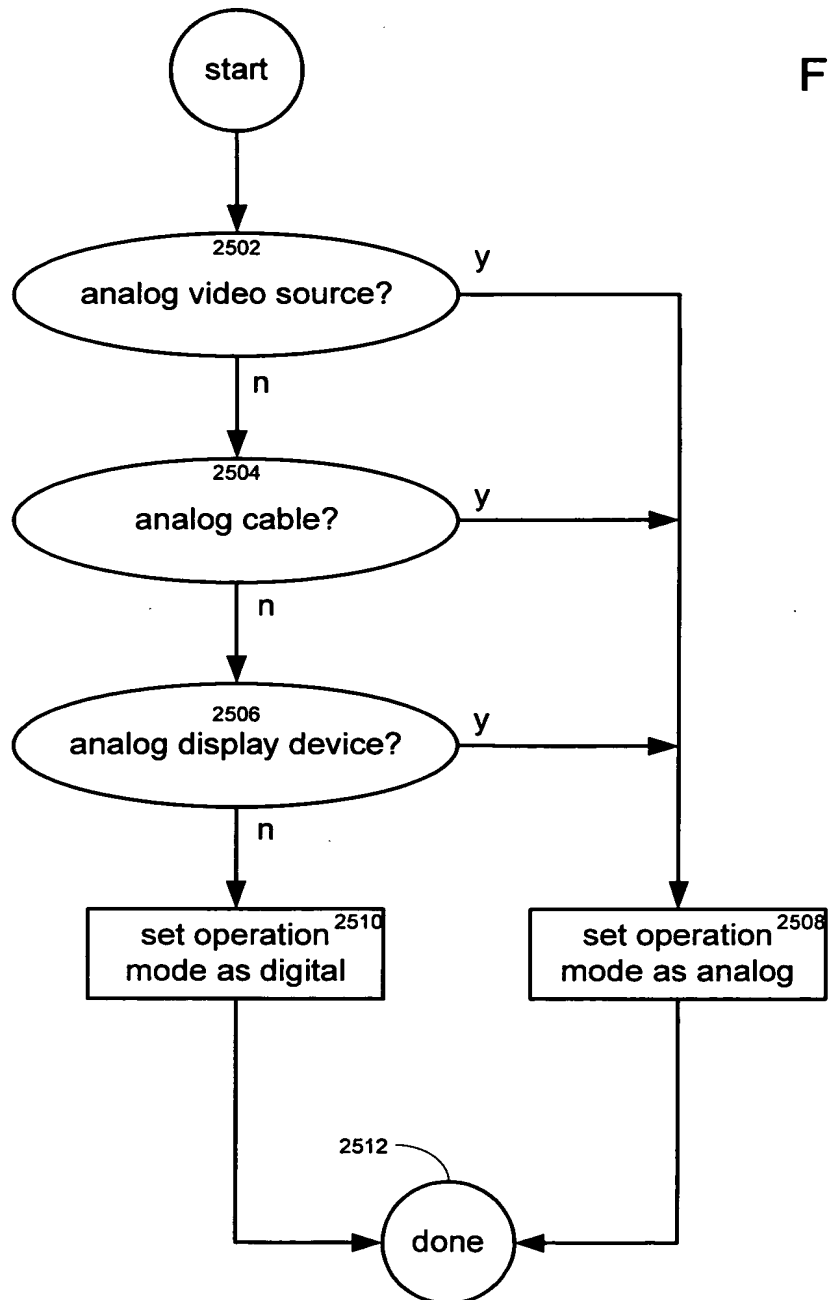 start
F
2502
analog video source?
y
n
2504
analog cable?
y
n
2506
analog display device?
y
n
set operation 2510
mode as digital
set operation 2508
mode as analog
2512
done